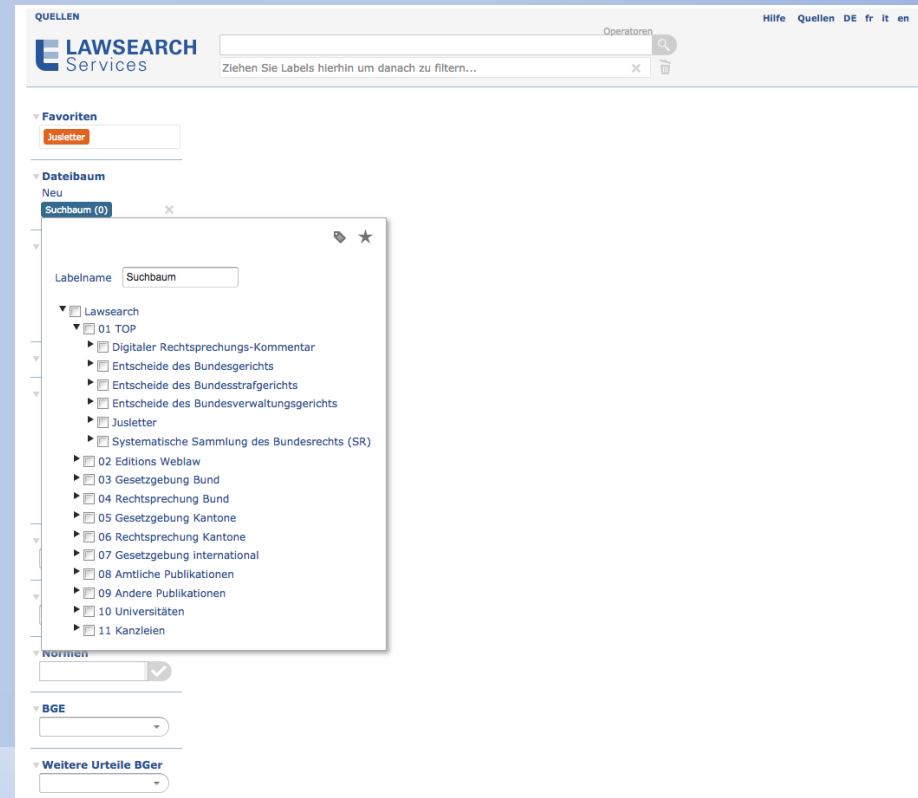 QUELLEN
Hilfe Quellen DE fr it en
Operatoren
LAWSEARCH
Services
Ziehen Sie Labels hierhin um danach zu filtern...
Favoriten
Jusletter
Dateibaum
Neu
Suchbaum (0)
Labelname Suchbaum
Lawsearch
01 TOP
Digitaler Rechtsprechungs-Kommentar
Entscheide des Bundesgerichts
Entscheide des Bundesstrafgerichts
Entscheide des Bundesverwaltungsgerichts
Jusletter
Systematische Sammlung des Bundesrechts (SR)
02 Editions Weblaw
03 Gesetzgebung Bund
04 Rechtsprechung Bund
05 Gesetzgebung Kantone
06 Rechtsprechung Kantone
07 Gesetzgebung international
08 Amtliche Publikationen
09 Andere Publikationen
10 Universitäten
11 Kanzleien
Normen
BGE
Weitere Urteile BGer